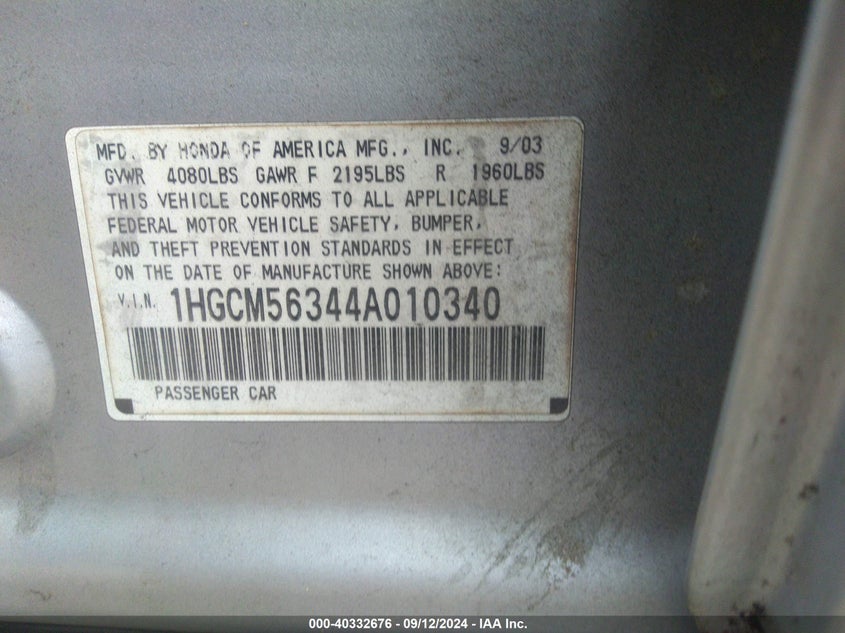 MFD. BY HONDA OF AMERICA MFG., INC. 9/03
GVWR 4080LBS GAWR F 2195LBS R 1960LBS
THIS VEHICLE CONFORMS TO ALL APPLICABLE
FEDERAL MOTOR VEHICLE SAFETY, BUMPER,
AND THEFT PREVENTION STANDARDS IN EFFECT
ON THE DATE OF MANUFACTURE SHOWN ABOVE:
V.I.N. 1HGCM56344A010340
PASSENGER CAR
000-40332676 - 09/12/2024 - IAA Inc.